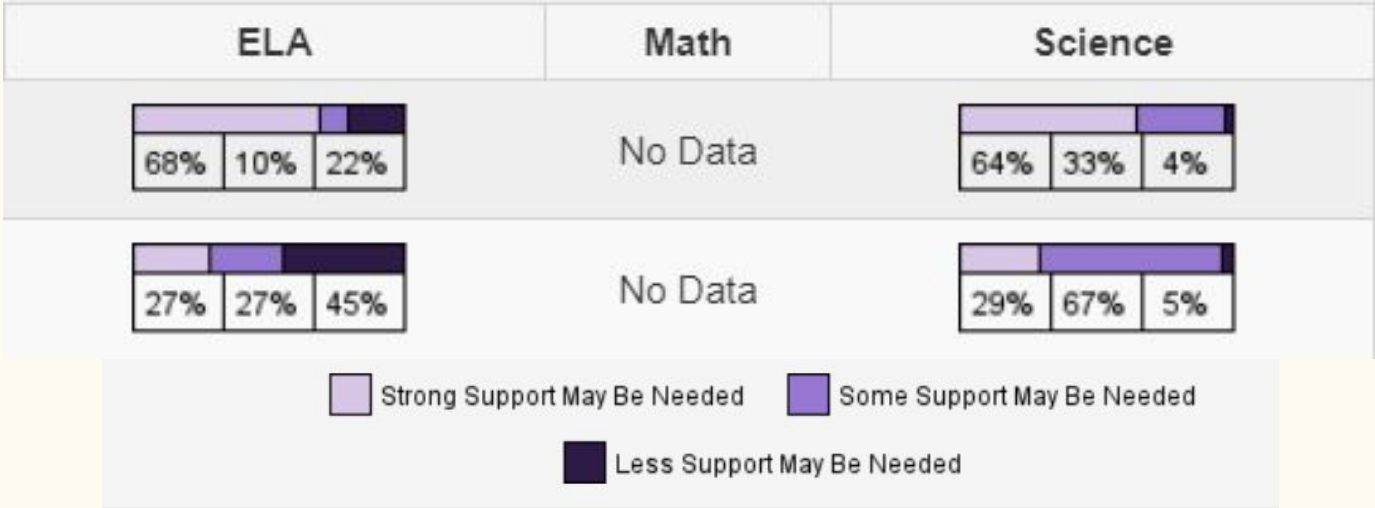 ELA Math Science
68% 10% 22% No Data 64% 33% 4%
27% 27% 45% No Data 29% 67% 5%
Strong Support May Be Needed Some Support May Be Needed
Less Support May Be Needed